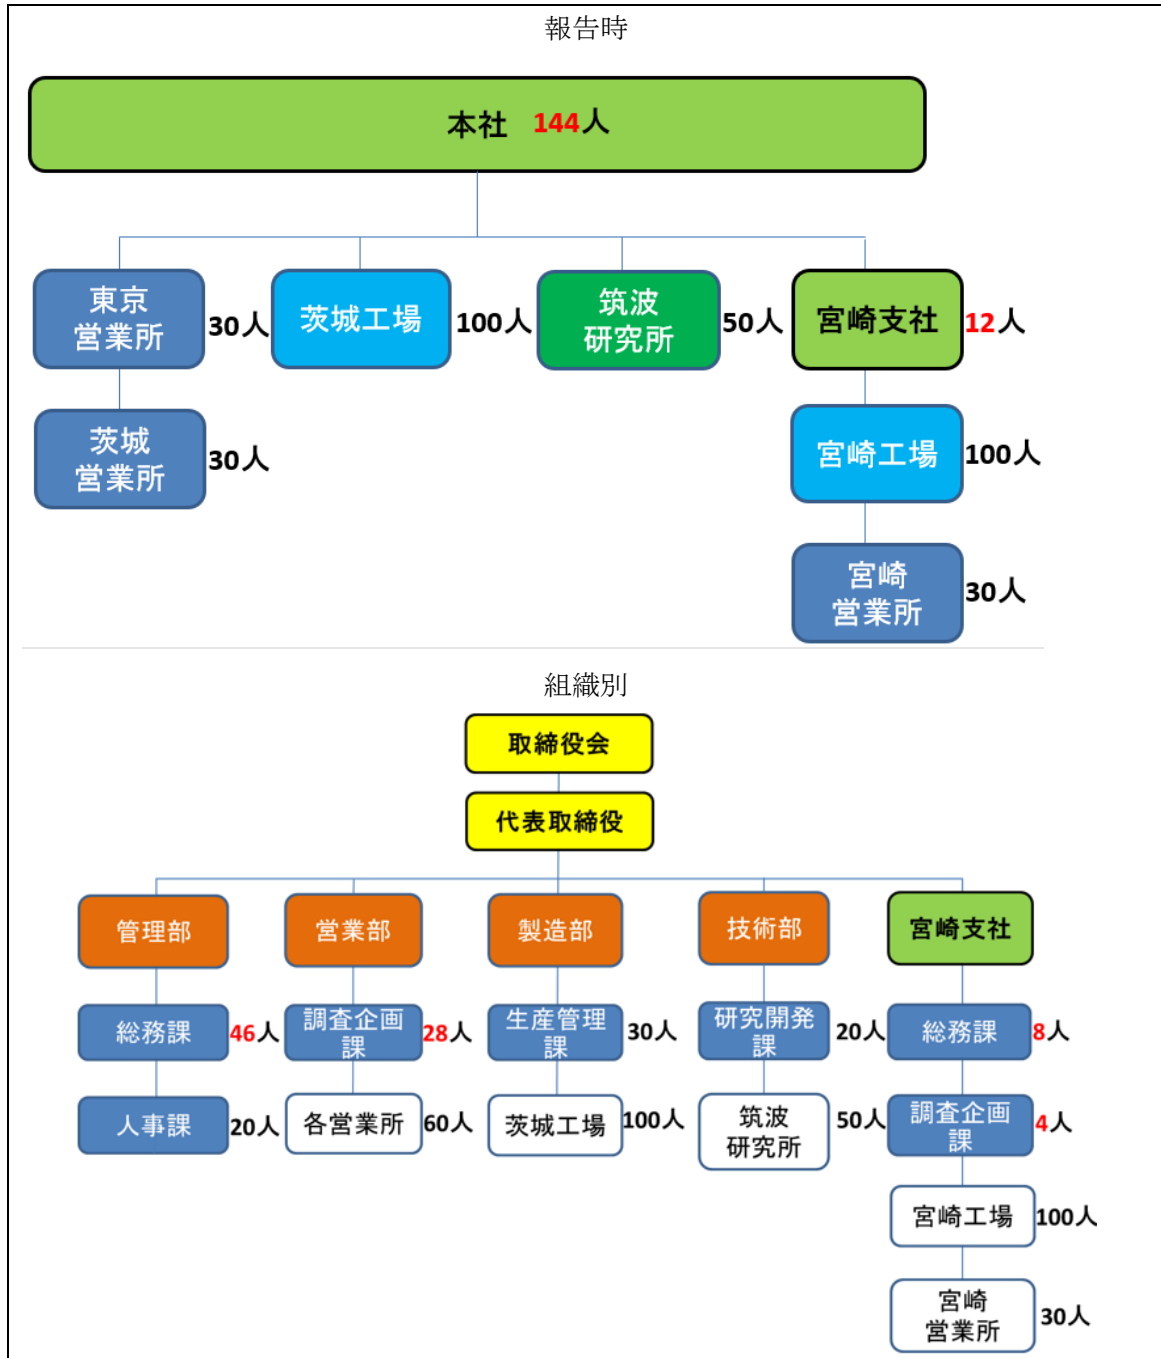 報告時
本社 144人
東京
営業所
30人
茨城工場
100人
筑波
研究所
50人
宮崎支社
12人
茨城
営業所
30人
宮崎工場
100人
宮崎
営業所
30人
組織別
取締役会
代表取締役
管理部
営業部
製造部
技術部
宮崎支社
総務課
46人
調査企画
課
28人
生産管理
課
30人
研究開発
課
20人
総務課
8人
人事課
20人
各営業所
60人
茨城工場
100人
筑波
研究所
50人
調査企画
課
4人
宮崎工場
100人
宮崎
営業所
30人